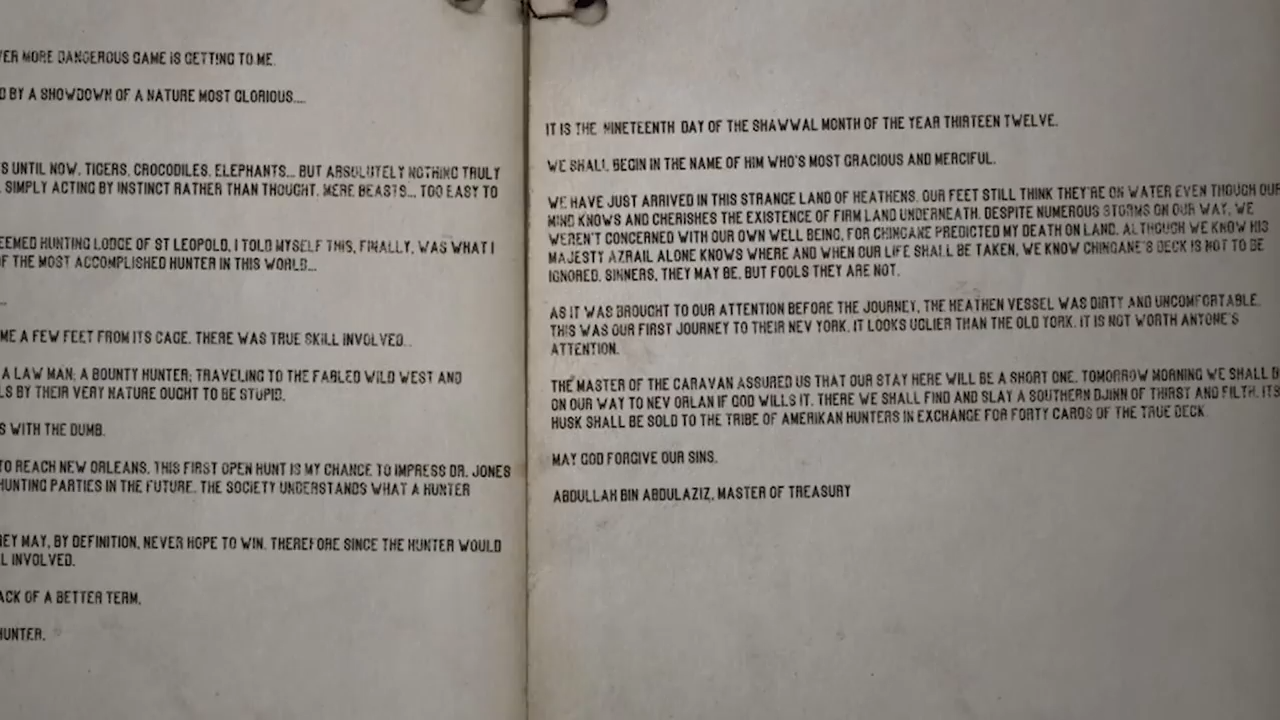 ER MORE DANGEROUS GAME IS GETTING TO ME.
BY A SHOWDOWN OF A NATURE MOST GLORIOUS....
S UNTIL NOW. TIGERS, CROCODILES, ELEPHANTS... BUT ABSOLUTELY NOTHING TRULY
SIMPLY ACTING BY INSTINCT RATHER THAN THOUGHT. MERE BEASTS... TOO EASY TO
EEMED HUNTING LODGE OF ST LEOPOLD, I TOLD MYSELF THIS, FINALLY, WAS WHAT I
F THE MOST ACCOMPLISHED HUNTER IN THIS WORLD...
ME A FEW FEET FROM ITS CAGE. THERE WAS TRUE SKILL INVOLVED..
A LAW MAN; A BOUNTY HUNTER; TRAVELING TO THE FABLED WILD WEST AND
LS BY THEIR VERY NATURE OUGHT TO BE STUPID.
S WITH THE DUMB.
TO REACH NEW ORLEANS. THIS FIRST OPEN HUNT IS MY CHANCE TO IMPRESS DR. JONES
HUNTING PARTIES IN THE FUTURE. THE SOCIETY UNDERSTANDS WHAT A HUNTER
EY MAY, BY DEFINITION, NEVER HOPE TO WIN. THEREFORE SINCE THE HUNTER WOULD
L INVOLVED.
ACK OF A BETTER TERM.
HUNTER.
IT IS THE NINETEENTH DAY OF THE SHAWWAL MONTH OF THE YEAR THIRTEEN TWELVE.
WE SHALL BEGIN IN THE NAME OF HIM WHO'S MOST GRACIOUS AND MERCIFUL.
WE HAVE JUST ARRIVED IN THIS STRANGE LAND OF HEATHENS. OUR FEET STILL THINK THEY'RE ON WATER EVEN THOUGH OUR
MIND KNOWS AND CHERISHES THE EXISTENCE OF FIRM LAND UNDERNEATH. DESPITE NUMEROUS STORMS ON OUR WAY, WE
WEREN'T CONCERNED WITH OUR OWN WELL BEING, FOR CHINGANE PREDICTED MY DEATH ON LAND. ALTHOUGH WE KNOW HIS
MAJESTY AZRAIL ALONE KNOWS WHERE AND WHEN OUR LIFE SHALL BE TAKEN, WE KNOW CHINGANE'S DECK IS NOT TO BE
IGNORED. SINNERS, THEY MAY BE, BUT FOOLS THEY ARE NOT.
AS IT WAS BROUGHT TO OUR ATTENTION BEFORE THE JOURNEY, THE HEATHEN VESSEL WAS DIRTY AND UNCOMFORTABLE.
THIS WAS OUR FIRST JOURNEY TO THEIR NEV YORK. IT LOOKS UGLIER THAN THE OLD YORK. IT IS NOT WORTH ANYONE'S
ATTENTION.
THE MASTER OF THE CARAVAN ASSURED US THAT OUR STAY HERE WILL BE A SHORT ONE. TOMORROW MORNING WE SHALL B
ON OUR WAY TO NEV ORLAN IF GOD WILLS IT. THERE WE SHALL FIND AND SLAY A SOUTHERN DJINN OF THIRST AND FILTH. ITS
HUSK SHALL BE SOLD TO THE TRIBE OF AMERIKAN HUNTERS IN EXCHANGE FOR FORTY CARDS OF THE TRUE DECK.
MAY GOD FORGIVE OUR SINS.
ABDULLAH BIN ABDULAZIZ, MASTER OF TREASURY